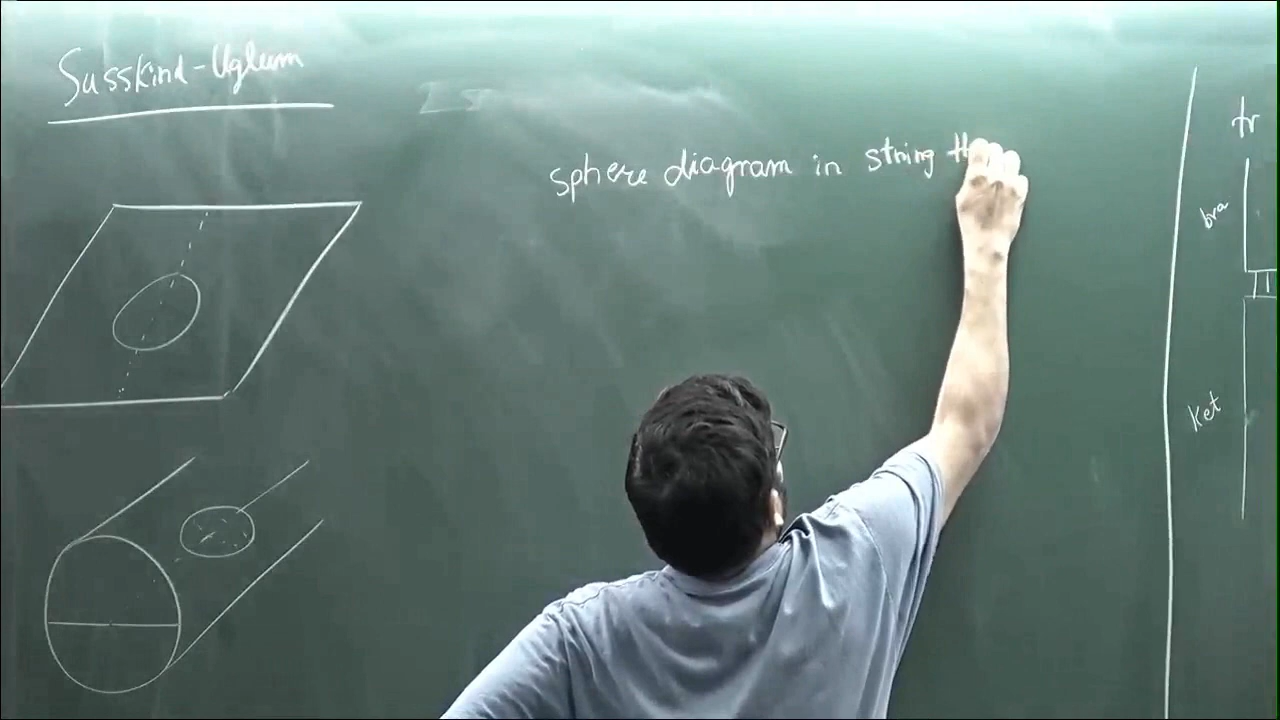 Susskind-Uglum
sphere diagram in string
tr
bra
ket